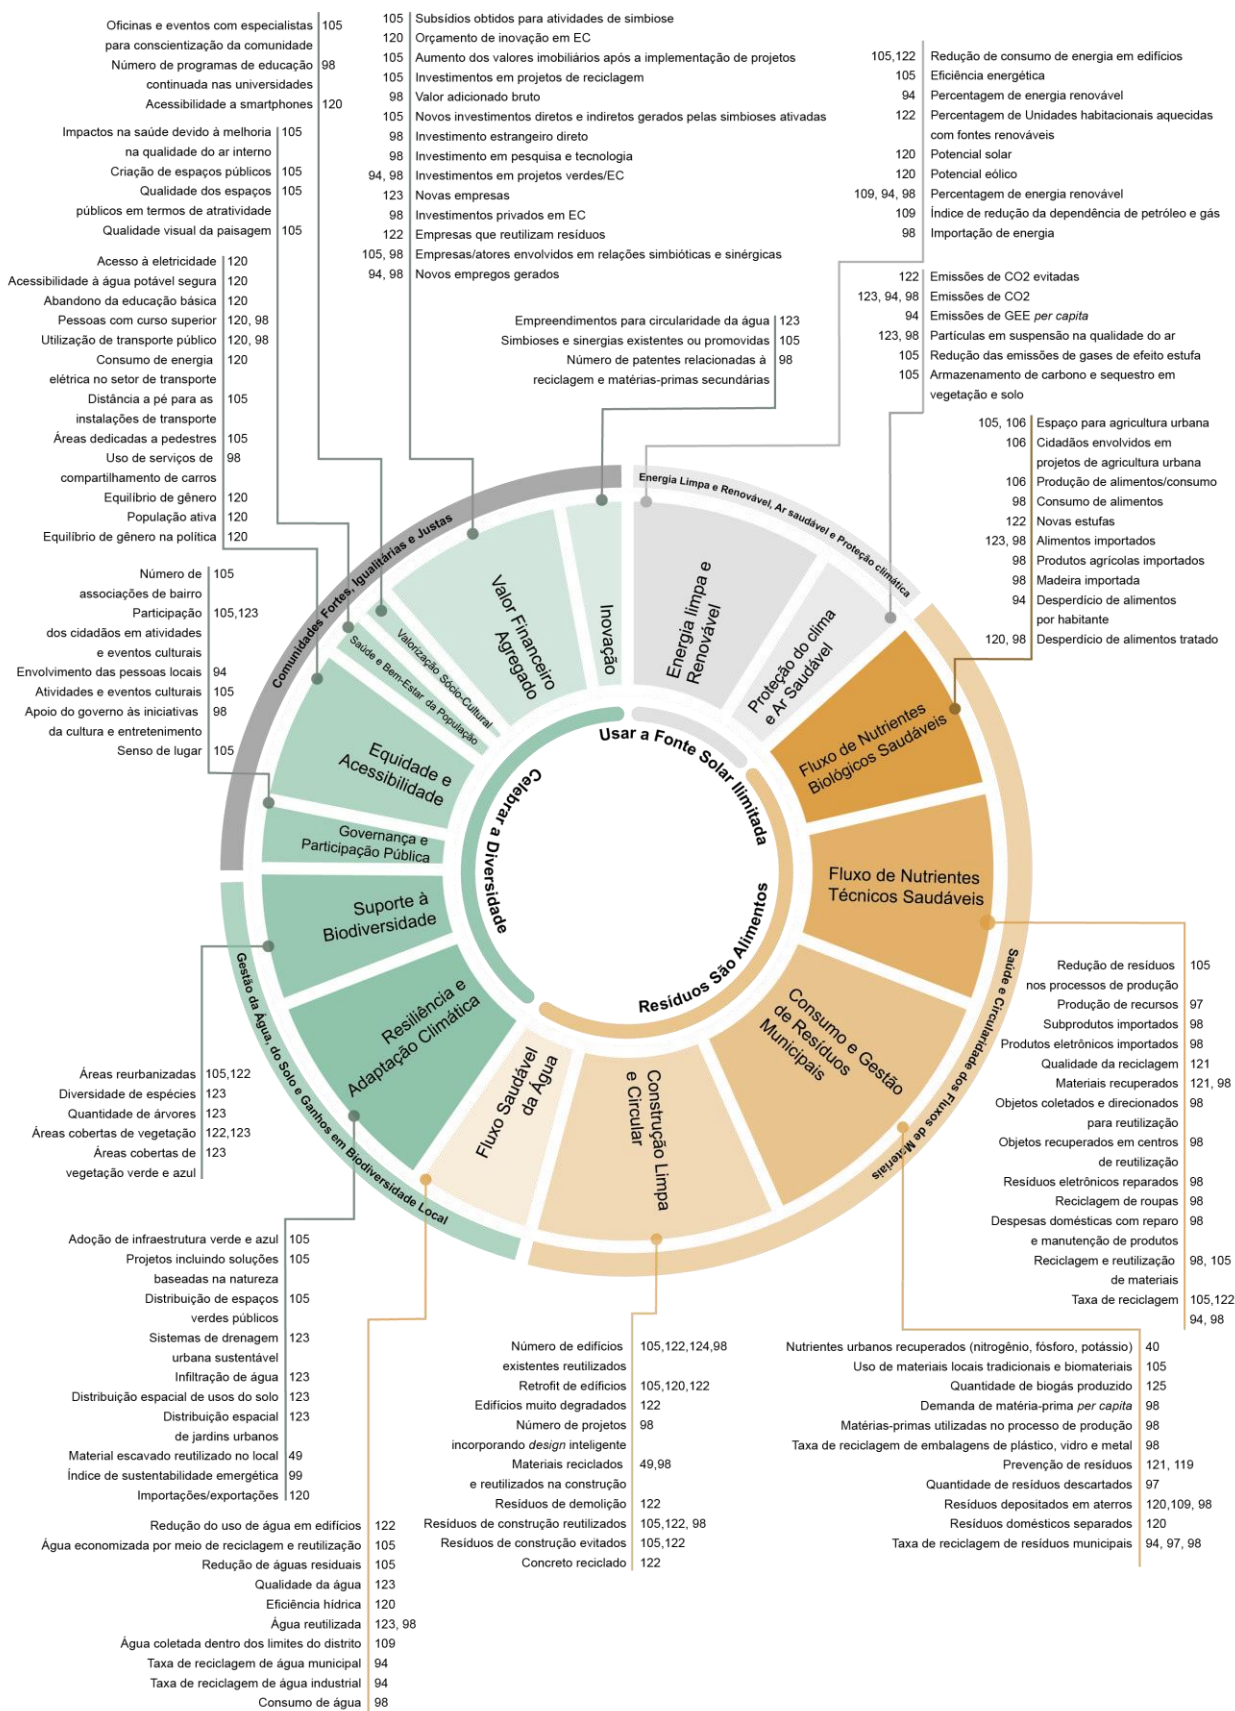 Oficinas e eventos com especialistas 105
para conscientização da comunidade
Número de programas de educação 98
continuada nas universidades
Acessibilidade a smartphones 120
Impactos na saúde devido à melhoria 105
na qualidade do ar interno
Criação de espaços públicos 105
Qualidade dos espaços 105
públicos em termos de atratividade
Qualidade visual da paisagem 105
Acesso à eletricidade 120
Acessibilidade à água potável segura 120
Abandono da educação básica 120
Pessoas com curso superior 120, 98
Utilização de transporte público 120, 98
Consumo de energia 120
elétrica no setor de transporte
Distância a pé para as 105
instalações de transporte
Áreas dedicadas a pedestres 105
Uso de serviços de 98
compartilhamento de carros
Equilíbrio de gênero 120
População ativa 120
Equilíbrio de gênero na política 120
Número de 105
associações de bairro
Participação 105,123
dos cidadãos em atividades
e eventos culturais
Envolvimento das pessoas locais 94
Atividades e eventos culturais 105
Apoio do governo às iniciativas 98
da cultura e entretenimento
Senso de lugar 105
105 Subsídios obtidos para atividades de simbiose
120 Orçamento de inovação em EC
105 Aumento dos valores imobiliários após a implementação de projetos
105 Investimentos em projetos de reciclagem
98 Valor adicionado bruto
105 Novos investimentos diretos e indiretos gerados pelas simbioses ativadas
98 Investimento estrangeiro direto
98 Investimento em pesquisa e tecnologia
94, 98 Investimentos em projetos verdes/EC
123 Novas empresas
98 Investimentos privados em EC
122 Empresas que reutilizam resíduos
105, 98 Empresas/atores envolvidos em relações simbióticas e sinérgicas
94, 98 Novos empregos gerados
Empreendimentos para circularidade da água 123
Simbioses e sinergias existentes ou promovidas 105
Número de patentes relacionadas à 98
reciclagem e matérias-primas secundárias
105,122 Redução de consumo de energia em edifícios
105 Eficiência energética
94 Percentagem de energia renovável
122 Percentagem de Unidades habitacionais aquecidas
com fontes renováveis
120 Potencial solar
120 Potencial eólico
109, 94, 98 Percentagem de energia renovável
109 Índice de redução da dependência de petróleo e gás
98 Importação de energia
122 Emissões de CO2 evitadas
123, 94, 98 Emissões de CO2
94 Emissões de GEE per capita
123, 98 Partículas em suspensão na qualidade do ar
105 Redução das emissões de gases de efeito estufa
105 Armazenamento de carbono e sequestro em
vegetação e solo
105, 106 Espaço para agricultura urbana
106 Cidadãos envolvidos em
projetos de agricultura urbana
106 Produção de alimentos/consumo
98 Consumo de alimentos
122 Novas estufas
123, 98 Alimentos importados
98 Produtos agrícolas importados
98 Madeira importada
94 Desperdício de alimentos
por habitante
120, 98 Desperdício de alimentos tratado
Comunidades Fortes, Igualitárias e Justas
Energia Limpa e Renovável, Ar saudável e Proteção climática
Saúde e Circularidade dos Fluxos de Materiais
Gestão da Água, do Solo e Ganhos em Biodiversidade Local
Valor Financeiro
Agregado
Inovação
Energia limpa e
Renovável
Proteção do clima
e Ar Saudável
Fluxo de Nutrientes
Biológicos Saudáveis
Fluxo de Nutrientes
Técnicos Saudáveis
Consumo e Gestão
de Resíduos
Municipais
Construção Limpa
e Circular
Fluxo Saudável
da Água
Resiliência e
Adaptação Climática
Suporte à
Biodiversidade
Governança e
Participação Pública
Equidade e
Acessibilidade
Saúde e Bem-Estar da População
Valorização Sócio-Cultural
Usar a Fonte Solar Ilimitada
Resíduos São Alimentos
Celebrar a Diversidade
Redução de resíduos 105
nos processos de produção
Produção de recursos 97
Subprodutos importados 98
Produtos eletrônicos importados 98
Qualidade da reciclagem 121
Materiais recuperados 121, 98
Objetos coletados e direcionados 98
para reutilização
Objetos recuperados em centros 98
de reutilização
Resíduos eletrônicos reparados 98
Reciclagem de roupas 98
Despesas domésticas com reparo 98
e manutenção de produtos
Reciclagem e reutilização 98, 105
de materiais
Taxa de reciclagem 105,122
94, 98
Áreas reurbanizadas 105,122
Diversidade de espécies 123
Quantidade de árvores 123
Áreas cobertas de vegetação 122,123
Áreas cobertas de 123
vegetação verde e azul
Adoção de infraestrutura verde e azul 105
Projetos incluindo soluções 105
baseadas na natureza
Distribuição de espaços 105
verdes públicos
Sistemas de drenagem 123
urbana sustentável
Infiltração de água 123
Distribuição espacial de usos do solo 123
Distribuição espacial 123
de jardins urbanos
Material escavado reutilizado no local 49
Índice de sustentabilidade emergética 99
Importações/exportações 120
Redução do uso de água em edifícios 122
Água economizada por meio de reciclagem e reutilização 105
Redução de águas residuais 105
Qualidade da água 123
Eficiência hídrica 120
Água reutilizada 123, 98
Água coletada dentro dos limites do distrito 109
Taxa de reciclagem de água municipal 94
Taxa de reciclagem de água industrial 94
Consumo de água 98
Número de edifícios 105,122,124,98
existentes reutilizados
Retrofit de edíficios 105,120,122
Edifícios muito degradados 122
Número de projetos 98
incorporando design inteligente
Materiais reciclados 49,98
e reutilizados na construção
Resíduos de demolição 122
Resíduos de construção reutilizados 105,122, 98
Resíduos de construção evitados 105,122
Concreto reciclado 122
Nutrientes urbanos recuperados (nitrogênio, fósforo, potássio) 40
Uso de materiais locais tradicionais e biomateriais 105
Quantidade de biogás produzido 125
Demanda de matéria-prima per capita 98
Matérias-primas utilizadas no processo de produção 98
Taxa de reciclagem de embalagens de plástico, vidro e metal 98
Prevenção de resíduos 121, 119
Quantidade de resíduos descartados 97
Resíduos depositados em aterros 120,109, 98
Resíduos domésticos separados 120
Taxa de reciclagem de resíduos municipais 94, 97, 98